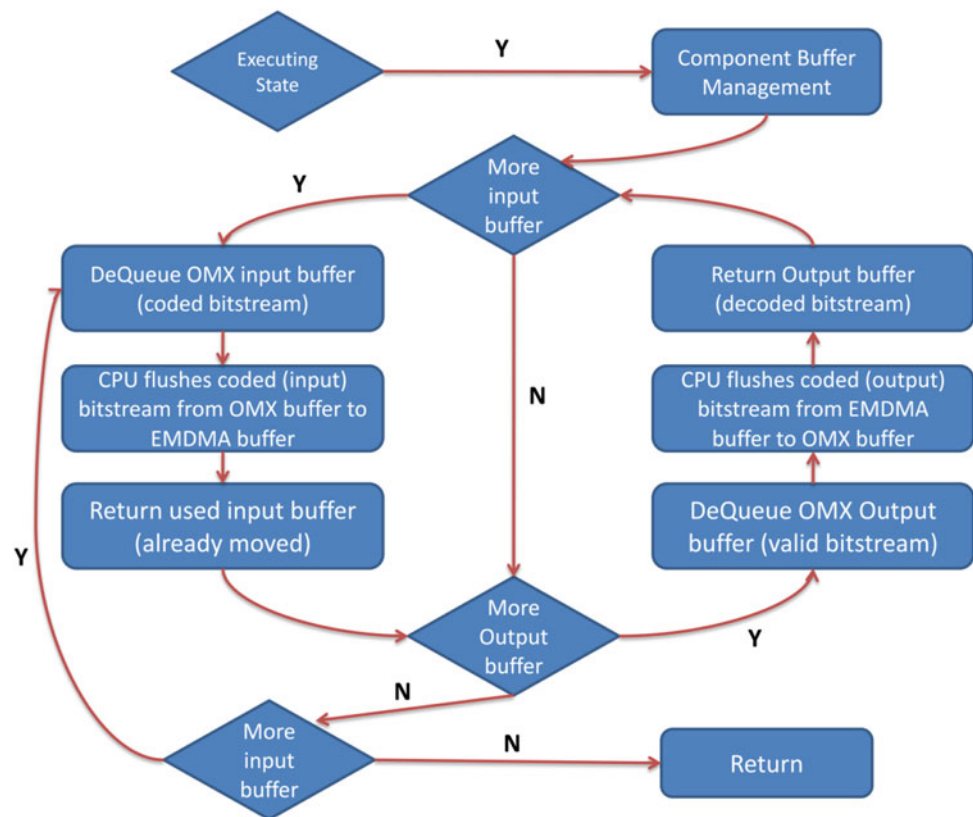 Executing
State
Y
Component Buffer
Management
More
input
buffer
Y
DeQueue OMX input buffer
(coded bitstream)
Return Output buffer
(decoded bitstream)
CPU flushes coded (input)
bitstream from OMX buffer to
EMDMA buffer
N
CPU flushes coded (output)
bitstream from EMDMA
buffer to OMX buffer
Return used input buffer
(already moved)
DeQueue OMX Output
buffer (valid bitstream)
Y
More
Output
buffer
Y
N
More
input
buffer
N
Return